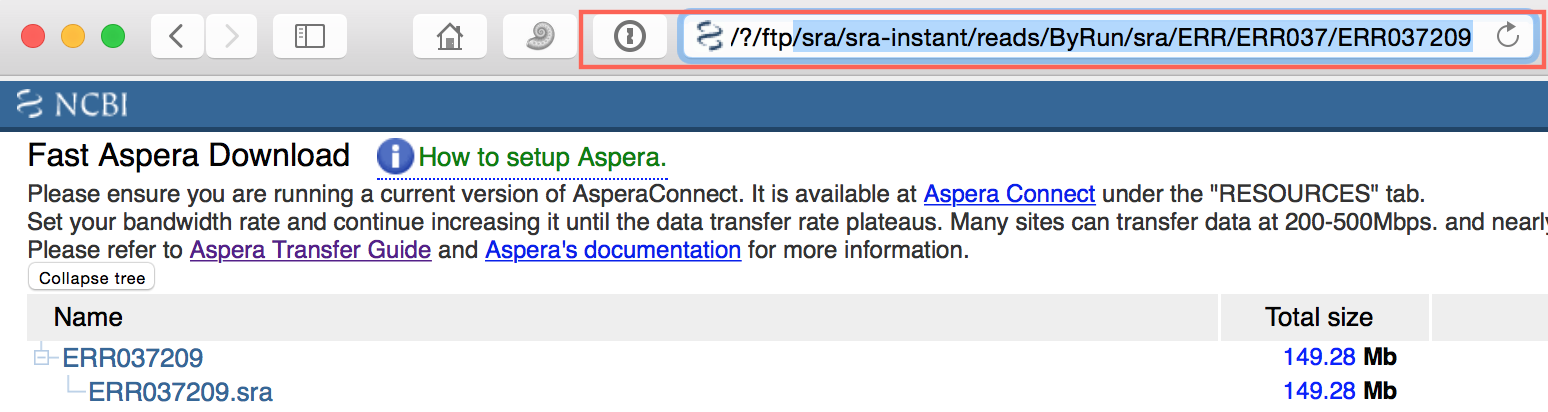 /?/ftp/sra/sra-instant/reads/ByRun/sra/ERR/ERR037/ERR037209
NCBI
Fast Aspera Download How to setup Aspera.
Please ensure you are running a current version of AsperaConnect. It is available at Aspera Connect under the "RESOURCES" tab.
Set your bandwidth rate and continue increasing it until the data transfer rate plateaus. Many sites can transfer data at 200-500Mbps. and nearly
Please refer to Aspera Transfer Guide and Aspera's documentation for more information.
Collapse tree
Name Total size
ERR037209 149.28 Mb
ERR037209.sra 149.28 Mb